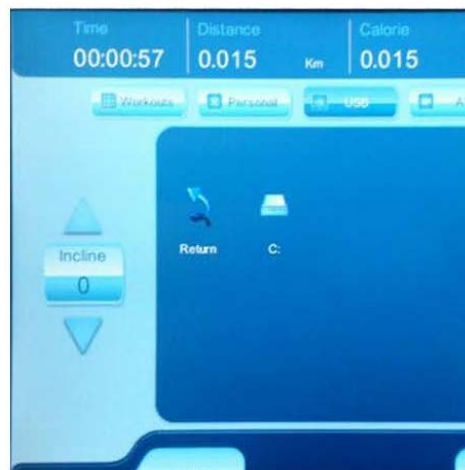 Time Distance Calorie
00:00:57 0.015 Km 0.015
Workouts Personal USB A
Return C:
Incline
0